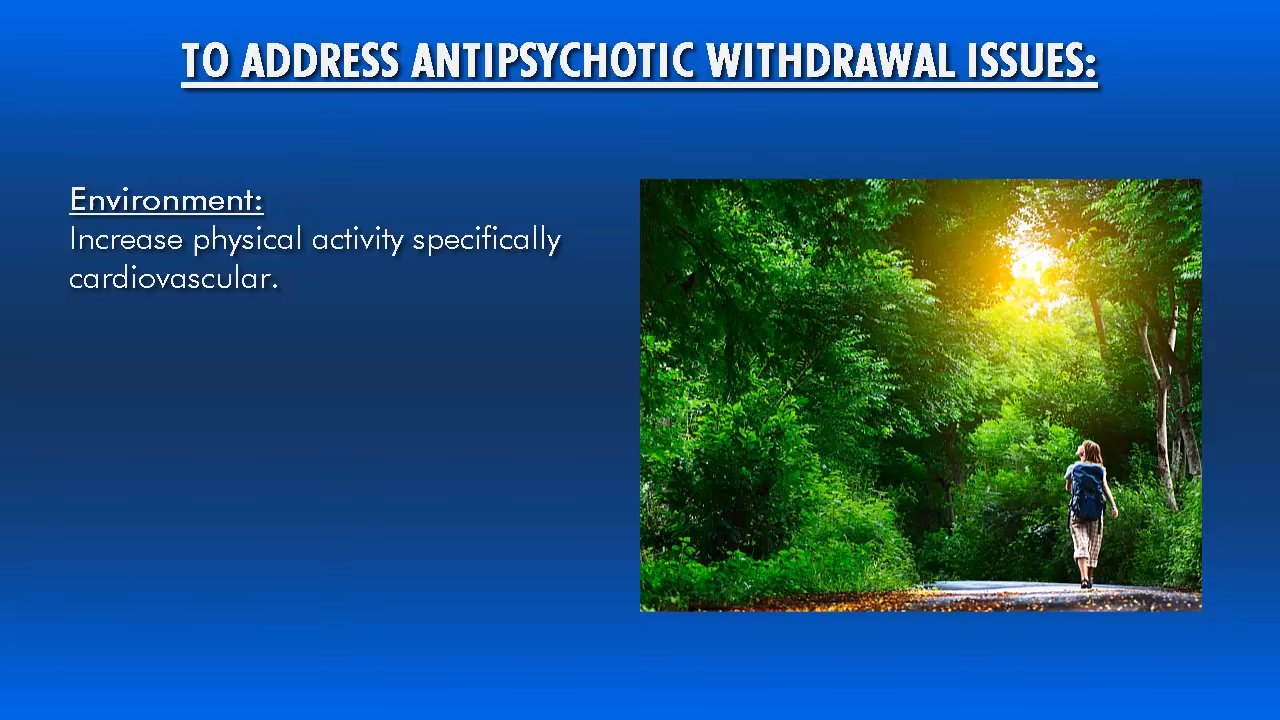 TO ADDRESS ANTIPSYCHOTIC WITHDRAWAL ISSUES:
Environment:
Increase physical activity specifically
cardiovascular.